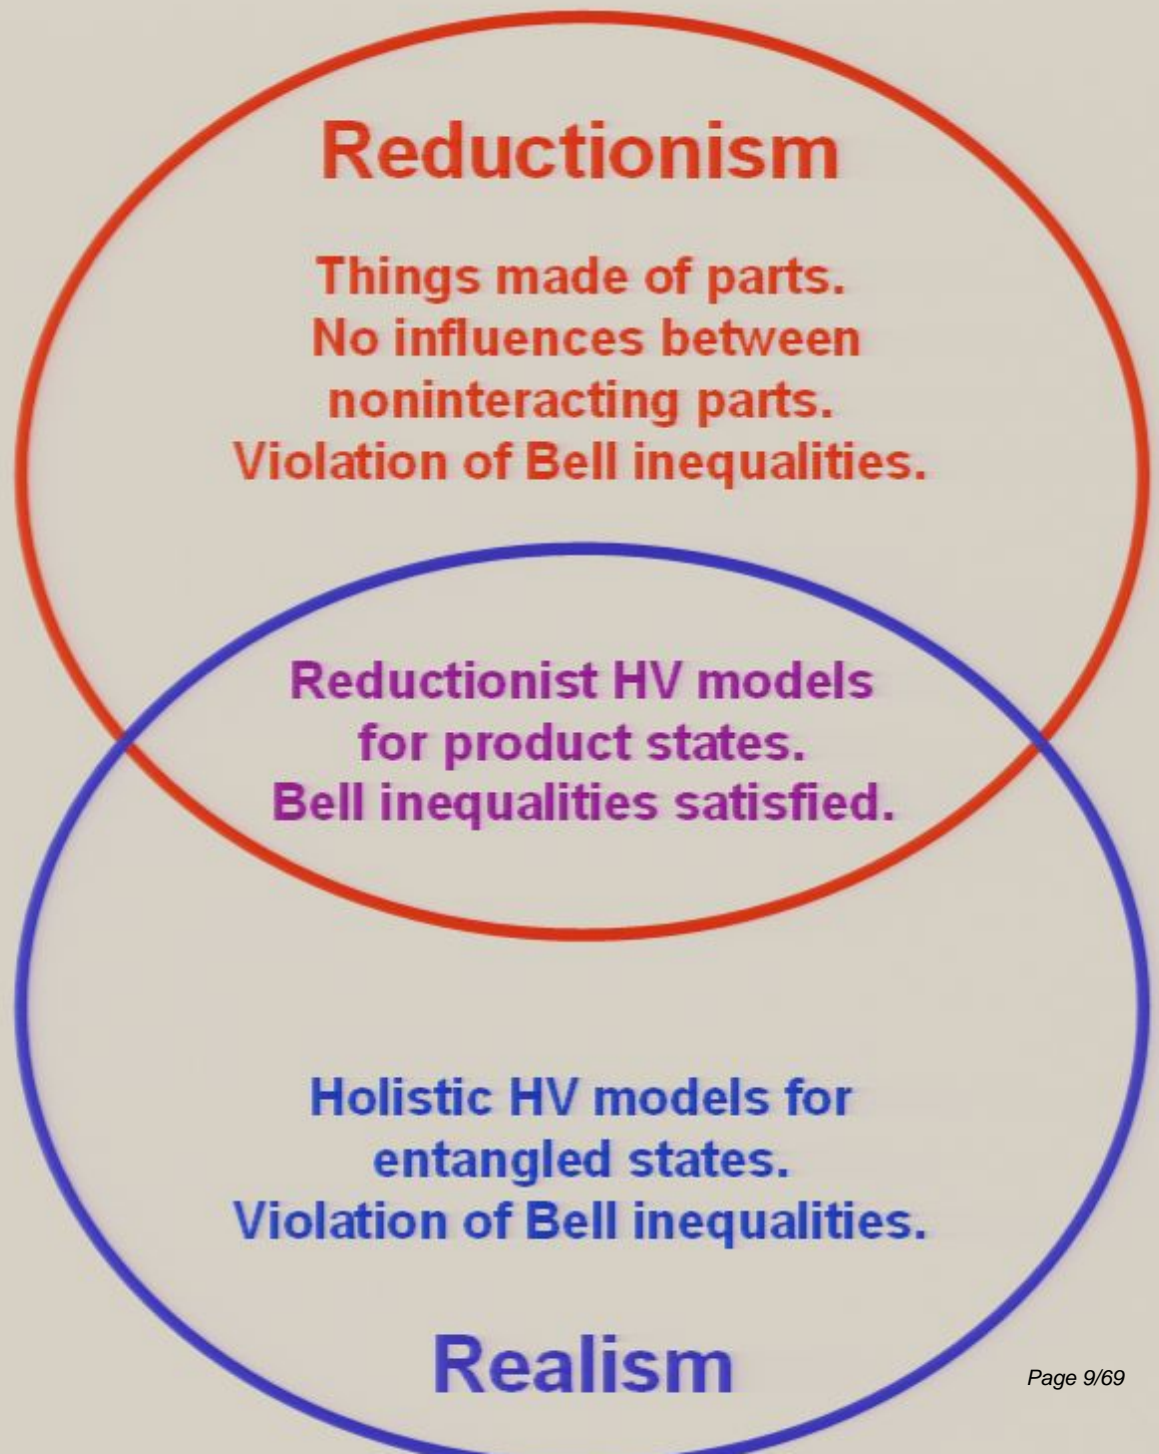 Reductionism
Things made of parts.
No influences between
noninteracting parts.
Violation of Bell inequalities.
Reductionist HV models
for product states.
Bell inequalities satisfied.
Holistic HV models for
entangled states.
Violation of Bell inequalities.
Realism
Page 9/69